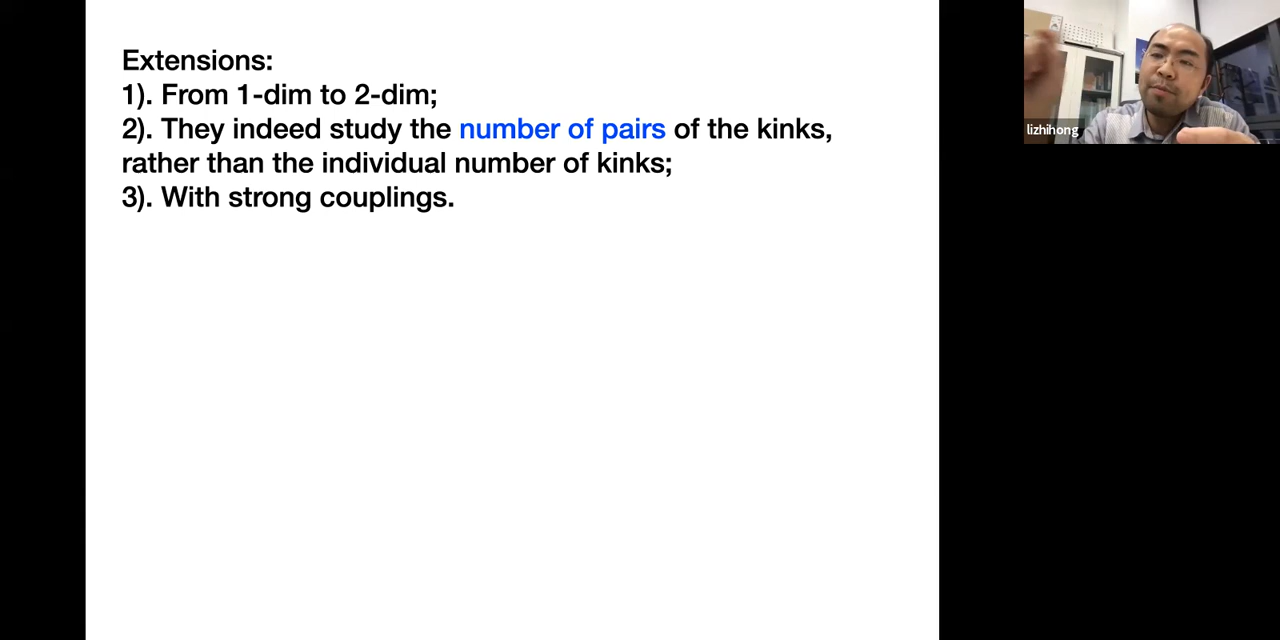 Extensions:
1). From 1-dim to 2-dim;
2). They indeed study the number of pairs of the kinks,
rather than the individual number of kinks;
3). With strong couplings.
lizhihong